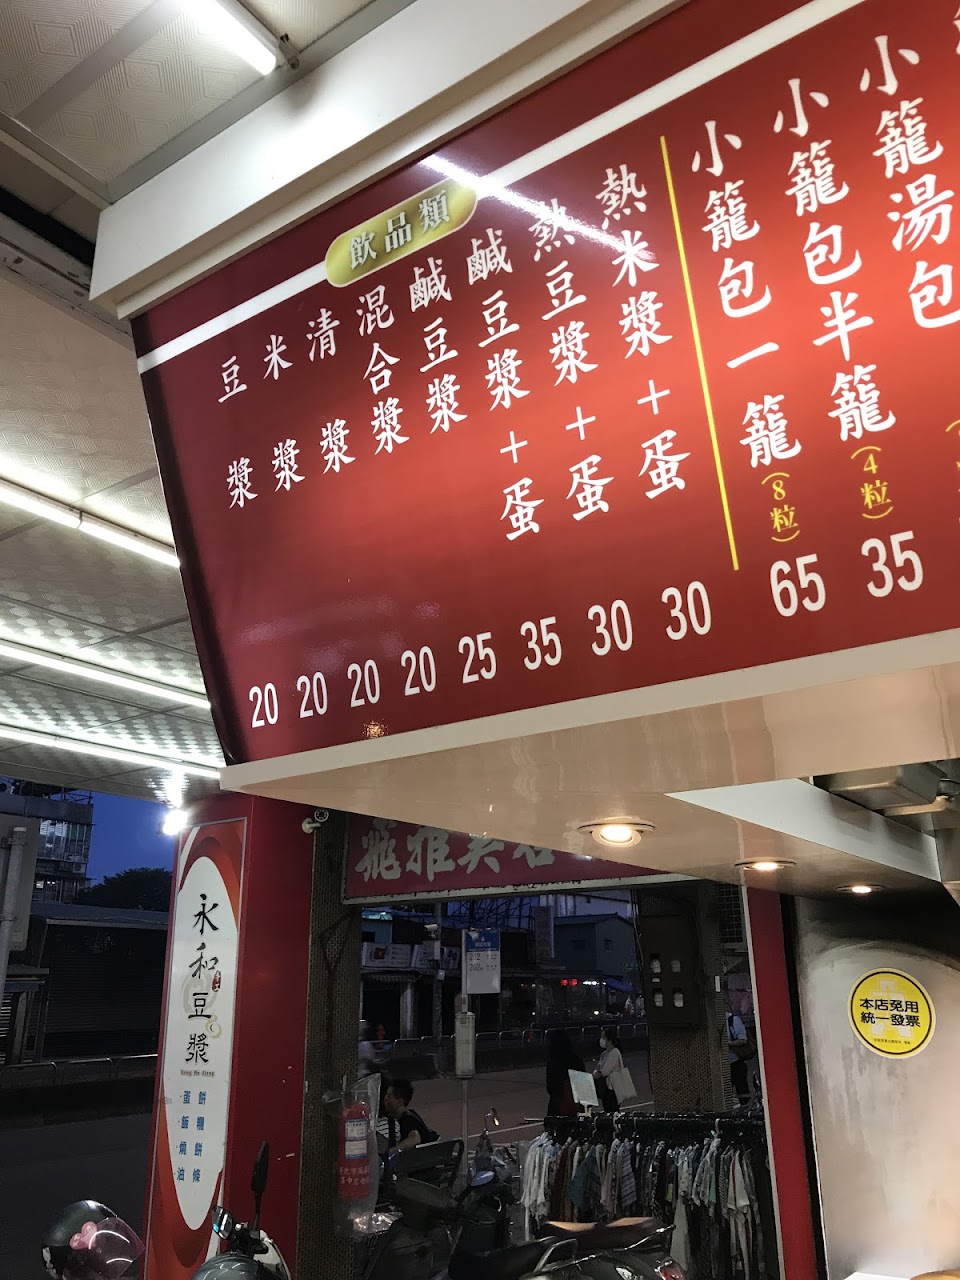 飲品類
豆漿 20
米漿 20
清漿 20
混合漿 20
鹹豆漿 25
鹹豆漿+蛋 35
熱豆漿+蛋 30
熱米漿+蛋 30
小籠包一籠(8粒) 65
小籠包半籠(4粒) 35
小籠湯包
永和豆漿
·蛋餅
·飯糰
·燒餅
·油條
本店免用
統一發票